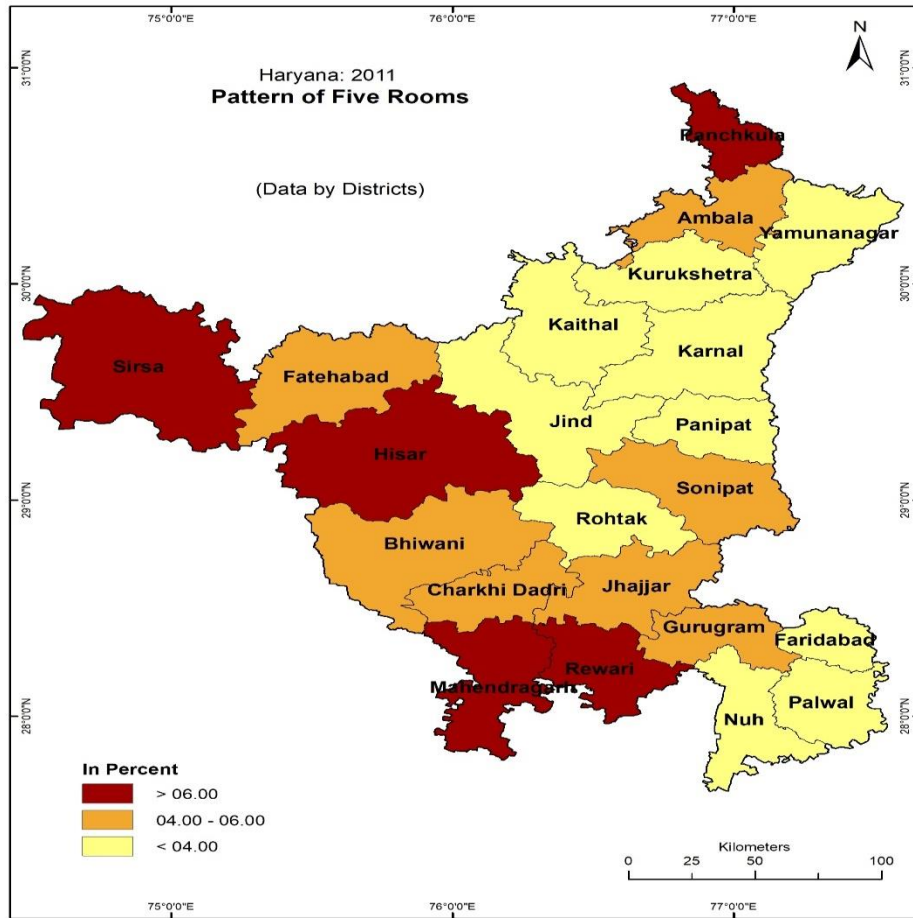 75°0'0"E
76°0'0"E
77°0'0"E
N
Haryana: 2011
Pattern of Five Rooms
(Data by Districts)
31°0'0"N
31°0'0"N
Panchkula
Ambala
Yamunanagar
Kurukshetra
30°0'0"N
30°0'0"N
Kaithal
Karnal
Sirsa
Fatehabad
Jind
Panipat
Hisar
Sonipat
29°0'0"N
29°0'0"N
Rohtak
Bhiwani
Charkhi Dadri
Jhajjar
Gurugram
Faridabad
Rewari
Mahendragarh
Palwal
Nuh
28°0'0"N
28°0'0"N
In Percent
> 06.00
04.00 - 06.00
< 04.00
Kilometers
0 25 50 100
75°0'0"E
76°0'0"E
77°0'0"E